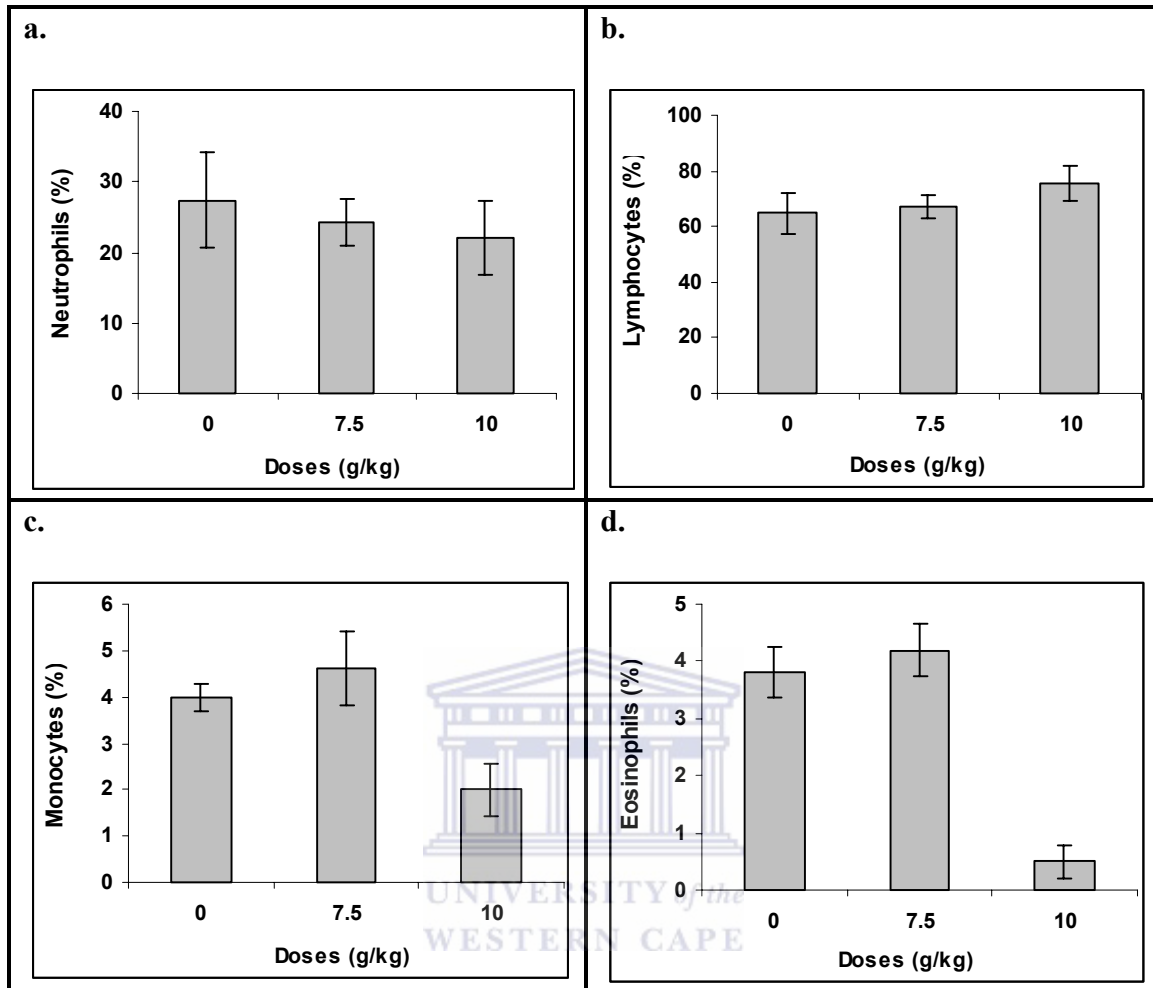 a.
40
30
20
10
0
Neutrophils (%)
0 7.5 10
Doses (g/kg)
b.
100
80
60
40
20
0
Lymphocytes (%)
0 7.5 10
Doses (g/kg)
c.
6
5
4
3
2
1
0
Monocytes (%)
0 7.5 10
Doses (g/kg)
d.
5
4
3
2
1
0
Eosinophils (%)
0 7.5 10
Doses (g/kg)
UNIVERSITY of the
WESTERN CAPE